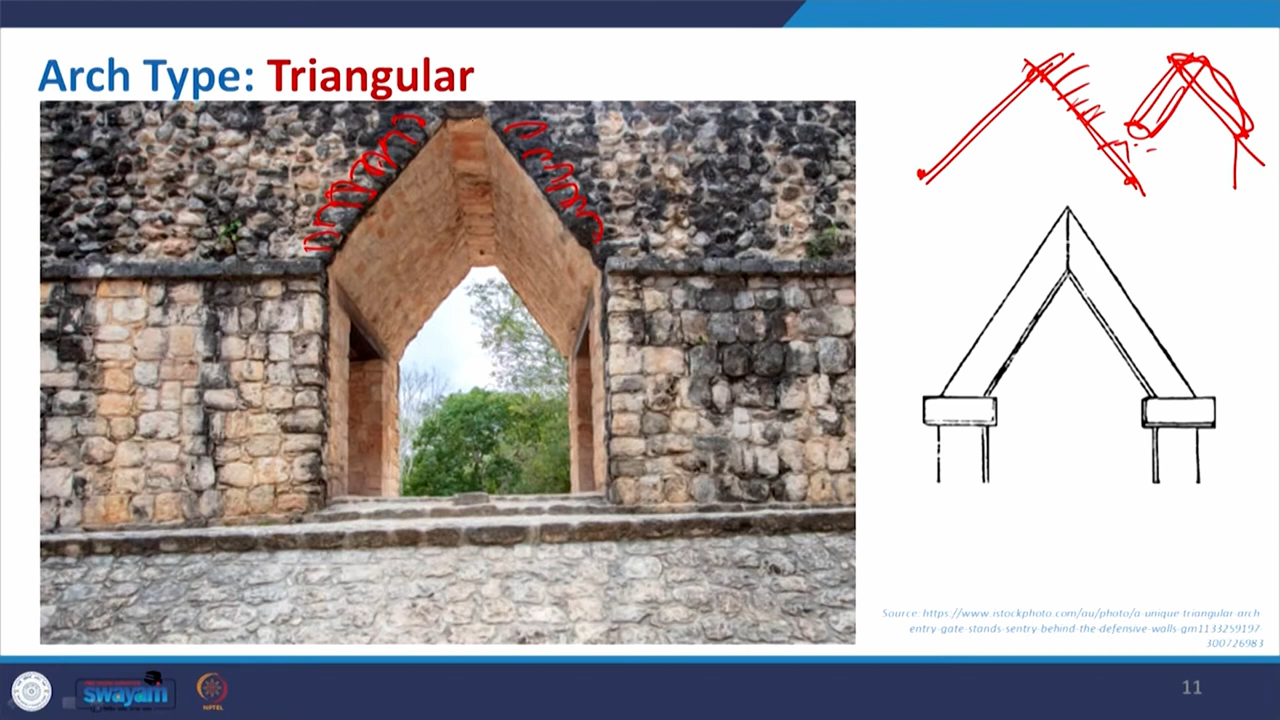 Arch Type: Triangular
Source: https://www.istockphoto.com/au/photo/a-unique-triangular-arch
entry-gate-stands-sentry-behind-the-defensive-walls-gm1133259197
300726983
swayam
NPTEL
11